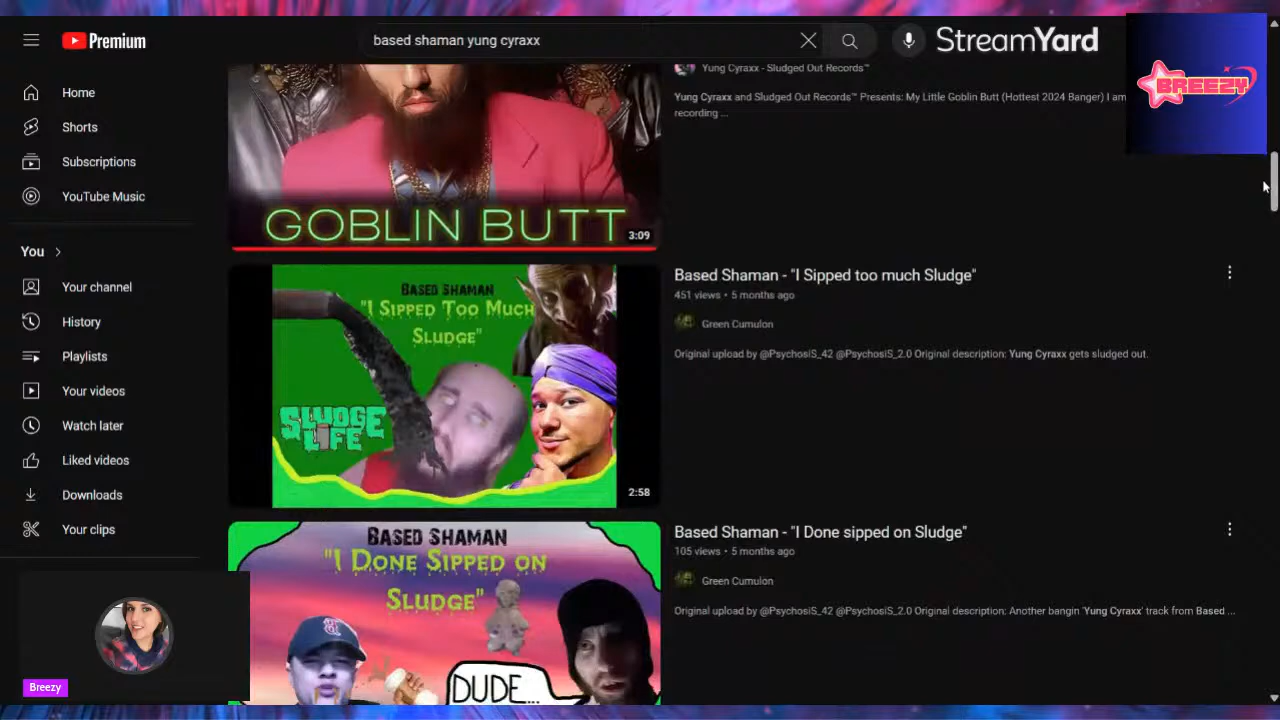 Premium
based shaman yung cyraxx
StreamYard
BREEZY
Home
Shorts
Subscriptions
YouTube Music
You
Your channel
History
Playlists
Your videos
Watch later
Liked videos
Downloads
Your clips
Breezy
Yung Cyraxx - Sludged Out Records™
Yung Cyraxx and Sludged Out Records™ Presents: My Little Goblin Butt (Hottest 2024 Banger) I am
recording ...
GOBLIN BUTT
3:09
BASED SHAMAN
"I SIPPED TOO MUCH
SLUDGE"
SLUDGE
LIFE
2:58
Based Shaman - "I Sipped too much Sludge"
451 views • 5 months ago
Green Cumulon
Original upload by @PsychosiS_42 @PsychosiS_2.0 Original description: Yung Cyraxx gets sludged out.
BASED SHAMAN
"I DONE SIPPED ON
SLUDGE"
DUDE...
Based Shaman - "I Done sipped on Sludge"
105 views • 5 months ago
Green Cumulon
Original upload by @PsychosiS_42 @PsychosiS_2.0 Original description: Another bangin 'Yung Cyraxx' track from Based ...